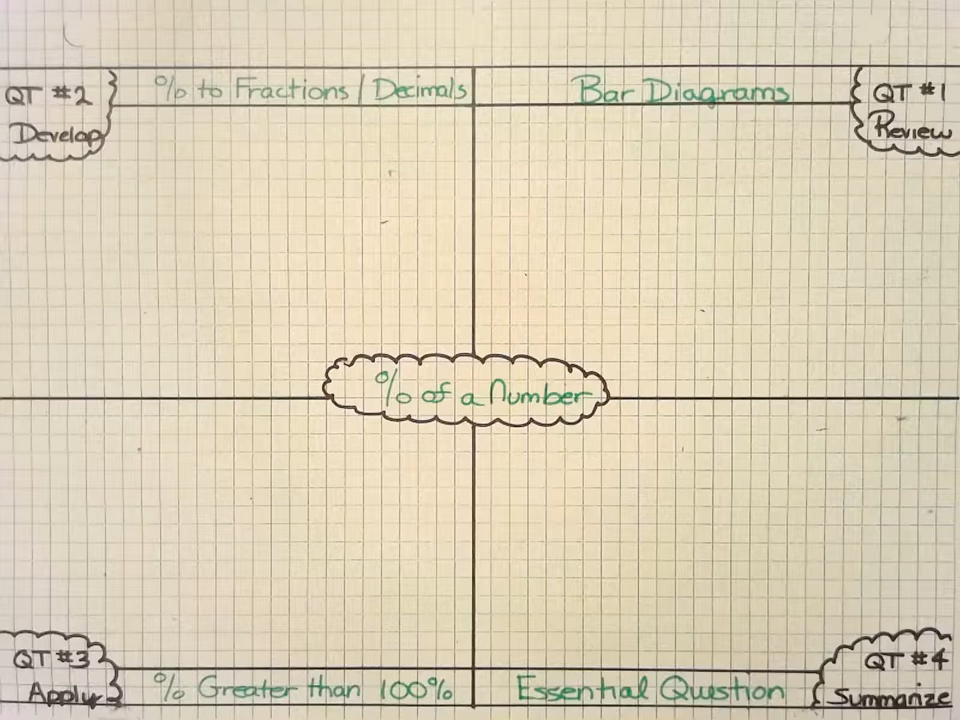 QT #2
Develop
% to Fractions / Decimals
Bar Diagrams
QT #1
Review
% of a Number
QT #3
Apply
% Greater than 100%
Essential Question
QT #4
Summarize